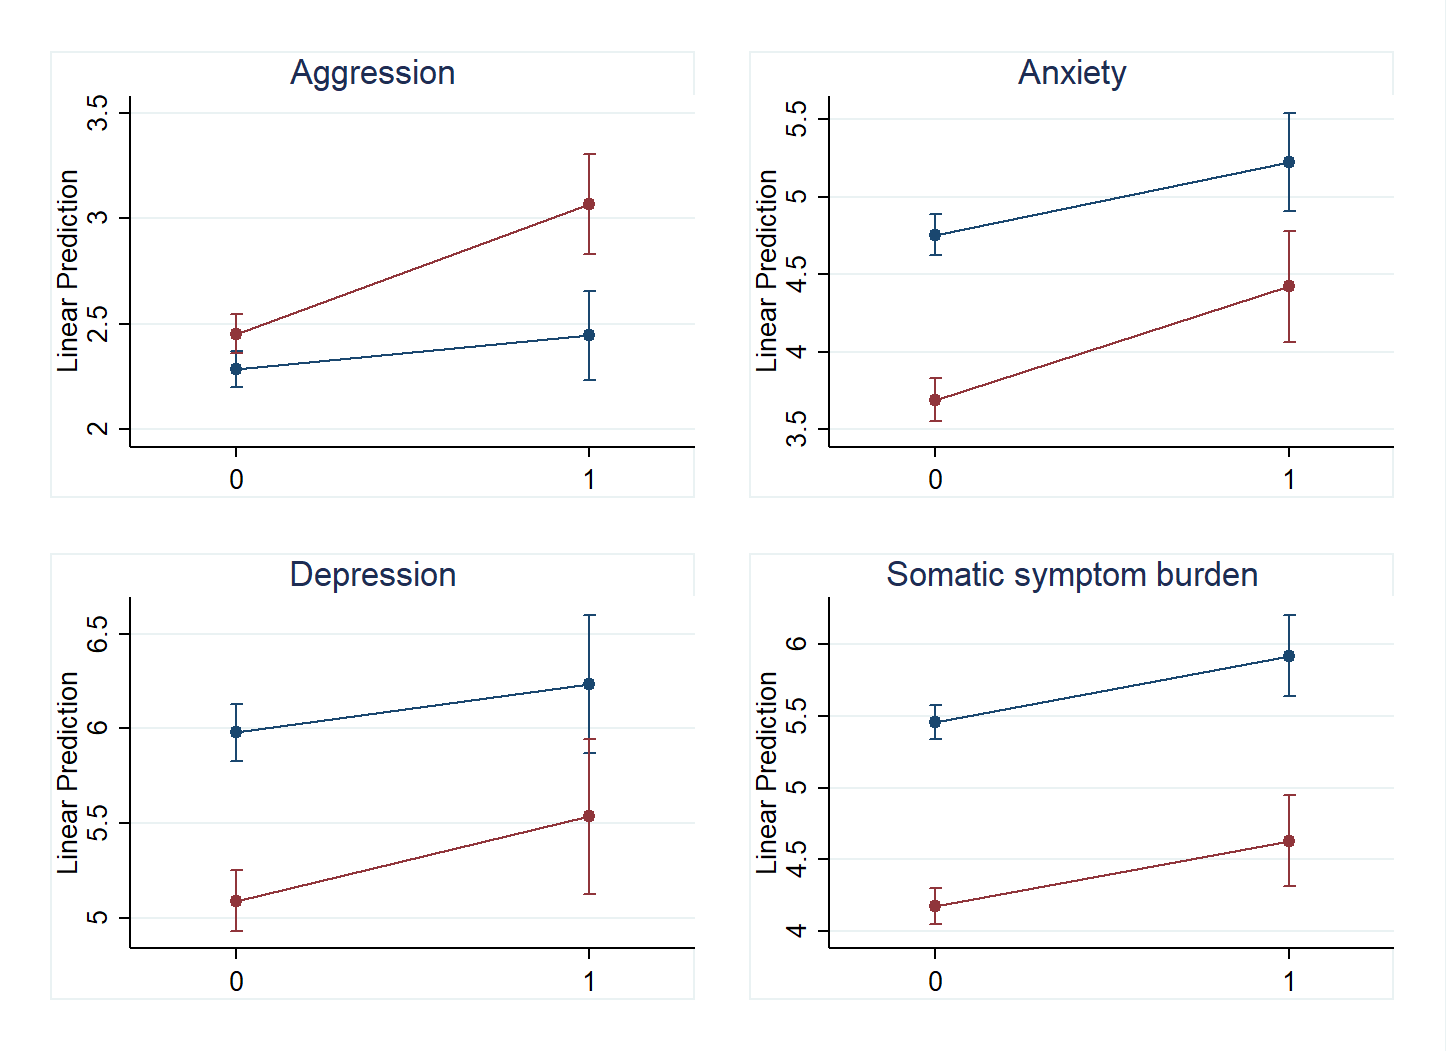 Aggression
Linear Prediction
3.5
3
2.5
2
0 1
Anxiety
Linear Prediction
5.5
5
4.5
4
3.5
0 1
Depression
Linear Prediction
6.5
6
5.5
5
0 1
Somatic symptom burden
Linear Prediction
6
5.5
5
4.5
4
0 1